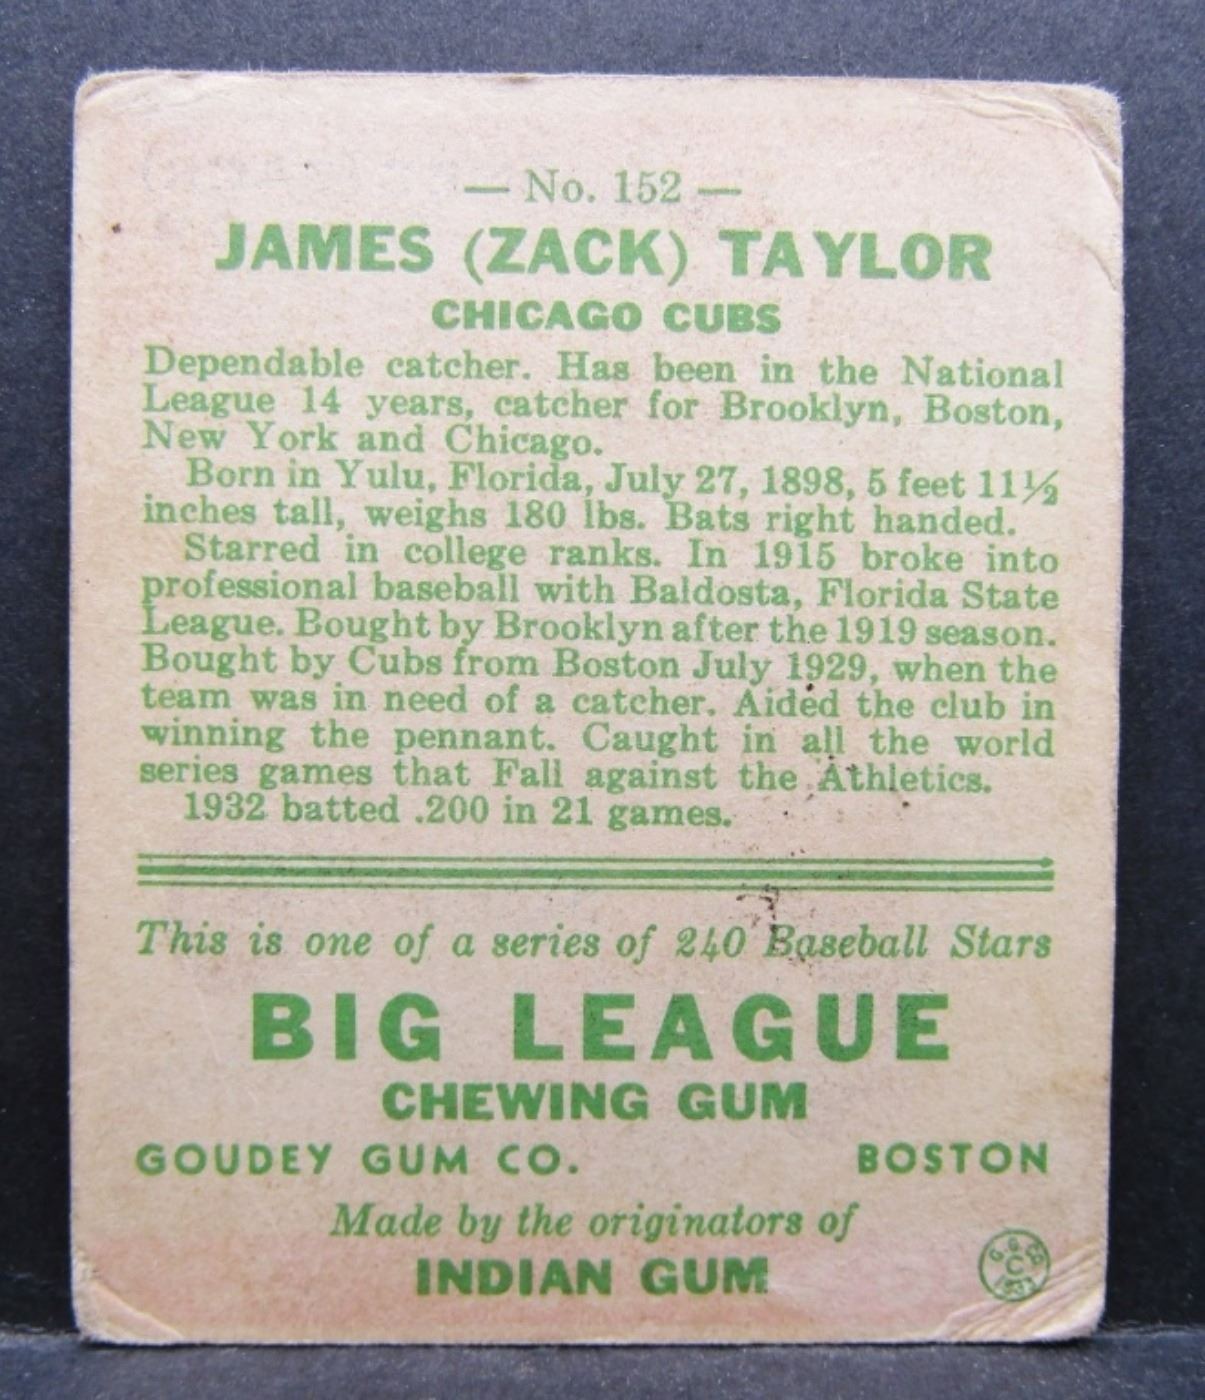 — No. 152 —
JAMES (ZACK) TAYLOR
CHICAGO CUBS
Dependable catcher. Has been in the National
League 14 years, catcher for Brooklyn, Boston,
New York and Chicago.
Born in Yulu, Florida, July 27, 1898, 5 feet 11½
inches tall, weighs 180 lbs. Bats right handed.
Starred in college ranks. In 1915 broke into
professional baseball with Baldosta, Florida State
League. Bought by Brooklyn after the 1919 season.
Bought by Cubs from Boston July 1929, when the
team was in need of a catcher. Aided the club in
winning the pennant. Caught in all the world
series games that Fall against the Athletics.
1932 batted .200 in 21 games.
This is one of a series of 240 Baseball Stars
BIG LEAGUE
CHEWING GUM
GOUDEY GUM CO. BOSTON
Made by the originators of
INDIAN GUM
G. G. CO.
C
1933